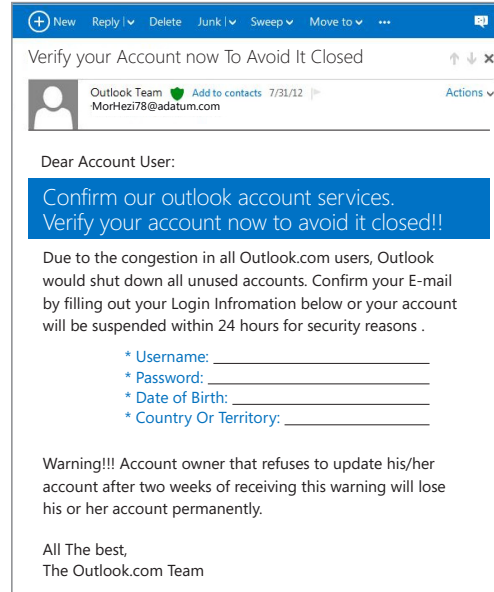 New Reply Delete Junk Sweep Move to ...
Verify your Account now To Avoid It Closed
Outlook Team Add to contacts 7/31/12
MorHezi78@adatum.com
Actions
Dear Account User:
Confirm our outlook account services.
Verify your account now to avoid it closed!!
Due to the congestion in all Outlook.com users, Outlook
would shut down all unused accounts. Confirm your E-mail
by filling out your Login Infromation below or your account
will be suspended within 24 hours for security reasons .
* Username: ____________________
* Password: ____________________
* Date of Birth: ____________________
* Country Or Territory: ____________________
Warning!!! Account owner that refuses to update his/her
account after two weeks of receiving this warning will lose
his or her account permanently.
All The best,
The Outlook.com Team